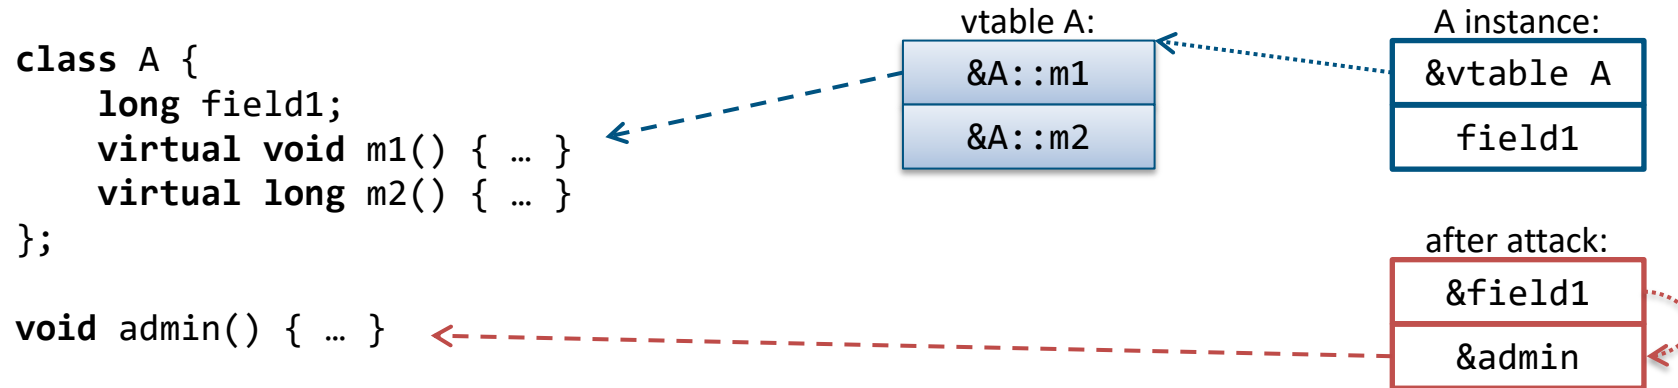 class A {
long field1;
virtual void m1() { … }
virtual long m2() { … }
};
void admin() { … }
vtable A:
&A::m1
&A::m2
A instance:
&vtable A
field1
after attack:
&field1
&admin